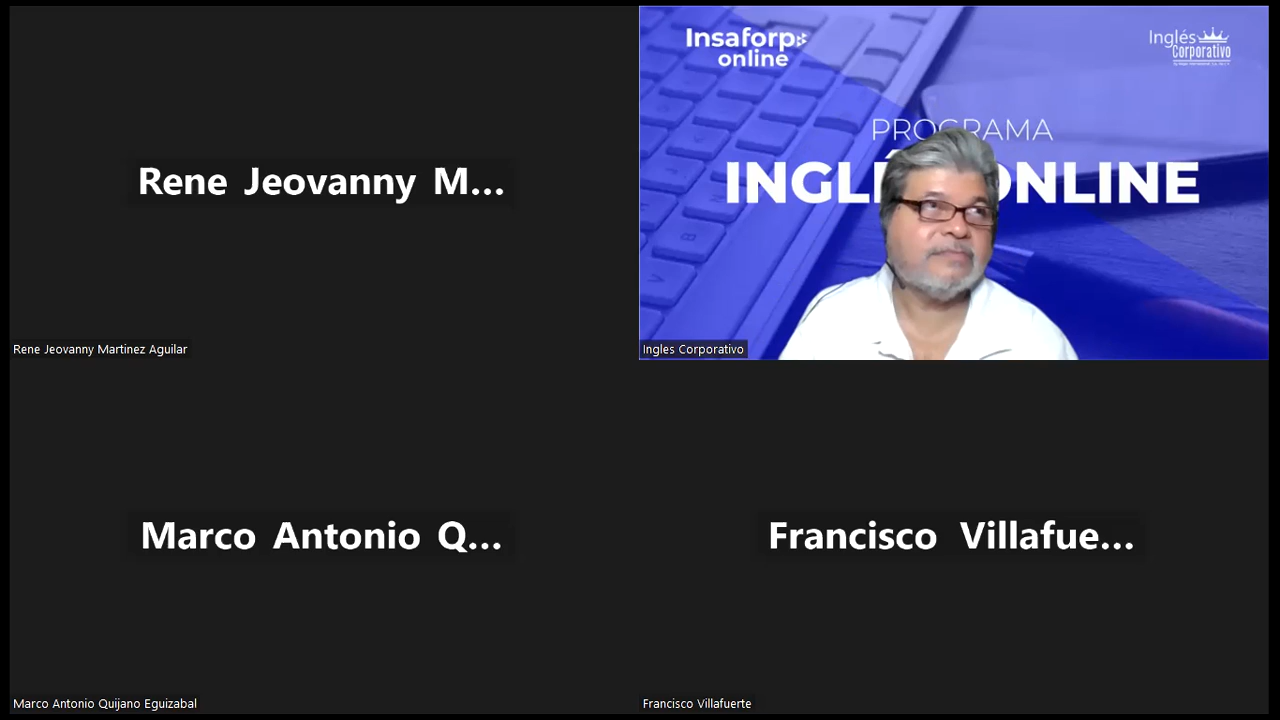 Rene Jeovanny M...
Rene Jeovanny Martinez Aguilar
Insaforp
online
Inglés
Corporativo
PROGRAMA
INGLÉ ONLINE
Ingles Corporativo
Marco Antonio Q...
Marco Antonio Quijano Eguizabal
Francisco Villafue...
Francisco Villafuerte